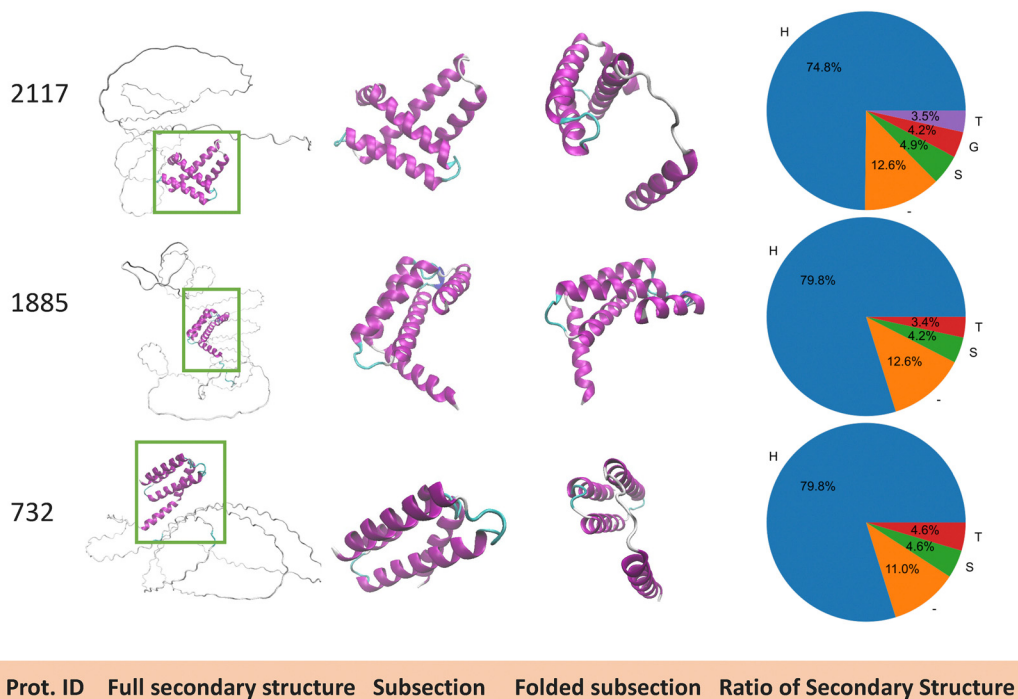 2117
H
74.8%
3.5%
T
4.2%
G
4.9%
S
12.6%
-
1885
H
79.8%
3.4%
T
4.2%
S
12.6%
-
732
H
79.8%
4.6%
T
4.6%
S
11.0%
-
Prot. ID Full secondary structure Subsection Folded subsection Ratio of Secondary Structure